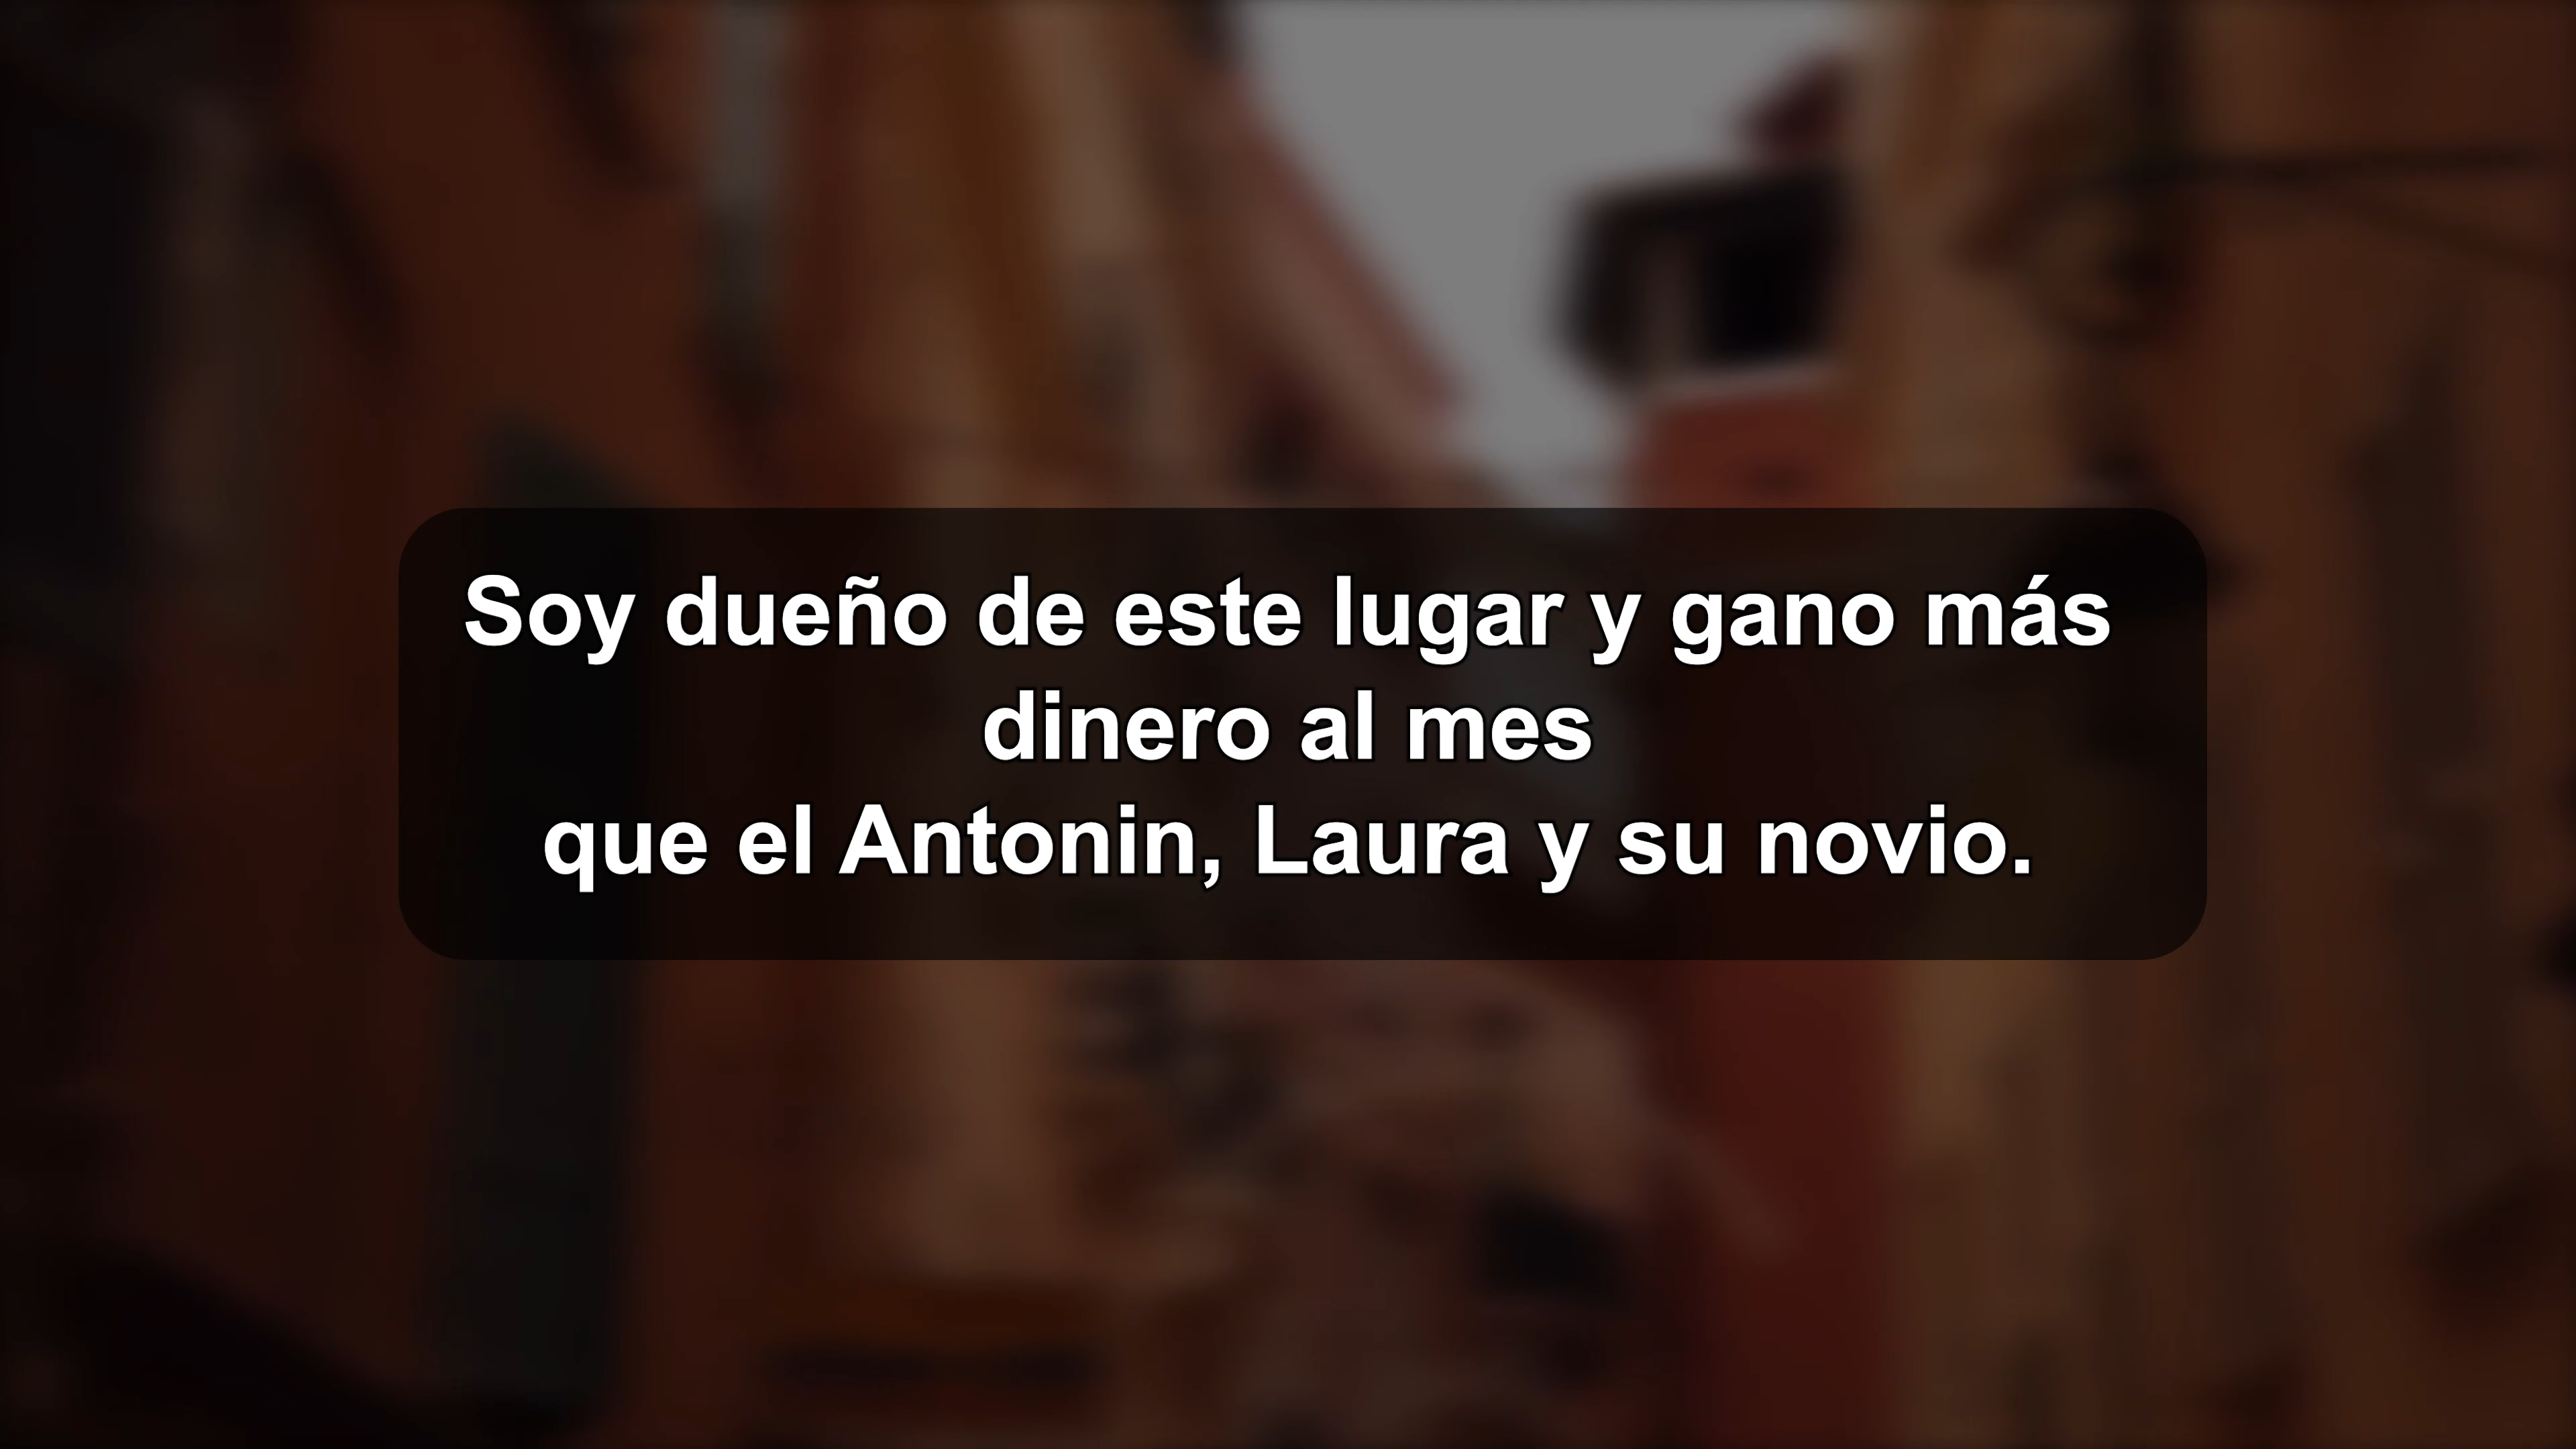 Soy dueño de este lugar y gano más
dinero al mes
que el Antonin, Laura y su novio.